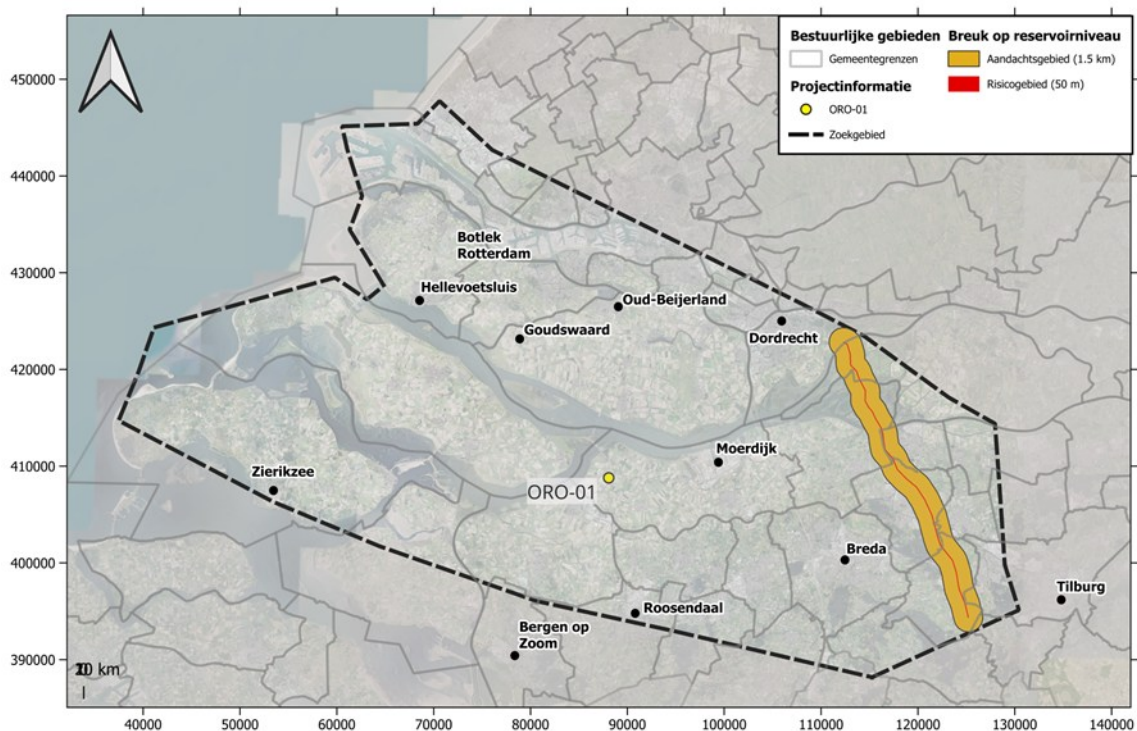 Bestuurlijke gebieden
Gemeentegrenzen
Projectinformatie
ORO-01
Zoekgebied
Breuk op reservoirniveau
Aandachtsgebied (1.5 km)
Risicogebied (50 m)
450000
440000
430000
420000
410000
400000
390000
Botlek
Rotterdam
Hellevoetsluis
Oud-Beijerland
Goudswaard
Dordrecht
Moerdijk
Zierikzee
ORO-01
Breda
Tilburg
Roosendaal
Bergen op
Zoom
km
40000 50000 60000 70000 80000 90000 100000 110000 120000 130000 140000